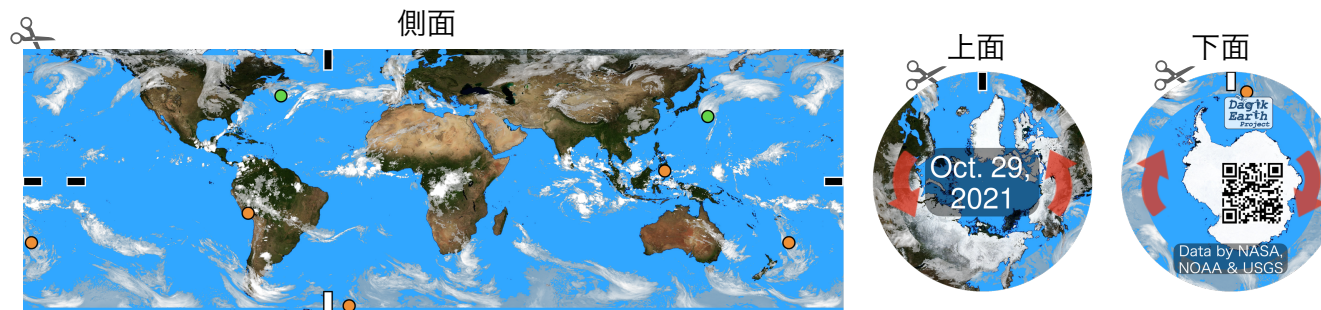 側面
上面
下面
Oct. 29,
2021
Dagik
Earth
Project
Data by NASA,
NOAA & USGS